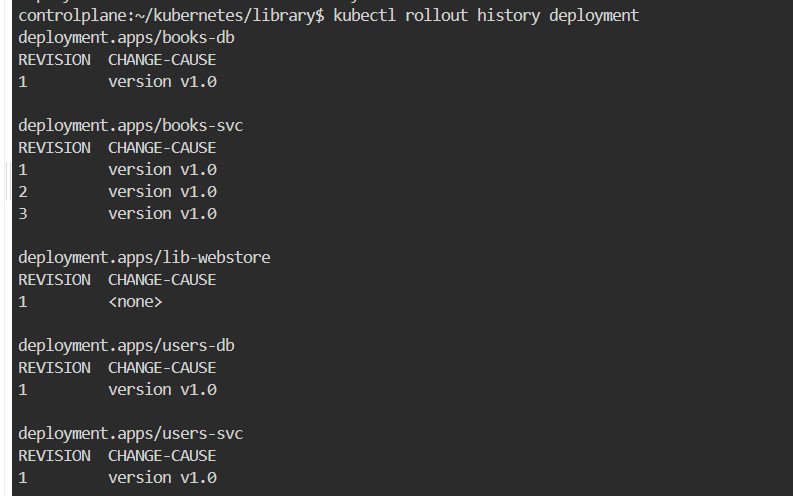 controlplane:~/kubernetes/library$ kubectl rollout history deployment
deployment.apps/books-db
REVISION  CHANGE-CAUSE
1         version v1.0

deployment.apps/books-svc
REVISION  CHANGE-CAUSE
1         version v1.0
2         version v1.0
3         version v1.0

deployment.apps/lib-webstore
REVISION  CHANGE-CAUSE
1         <none>

deployment.apps/users-db
REVISION  CHANGE-CAUSE
1         version v1.0

deployment.apps/users-svc
REVISION  CHANGE-CAUSE
1         version v1.0